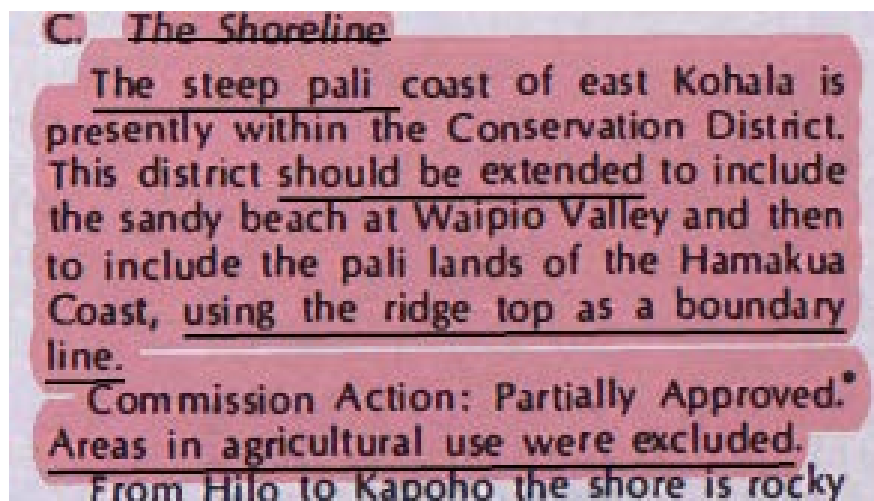 C. The Shoreline
The steep pali coast of east Kohala is
presently within the Conservation District.
This district should be extended to include
the sandy beach at Waipio Valley and then
to include the pali lands of the Hamakua
Coast, using the ridge top as a boundary
line.
Commission Action: Partially Approved.*
Areas in agricultural use were excluded.
From Hilo to Kapoho the shore is rocky